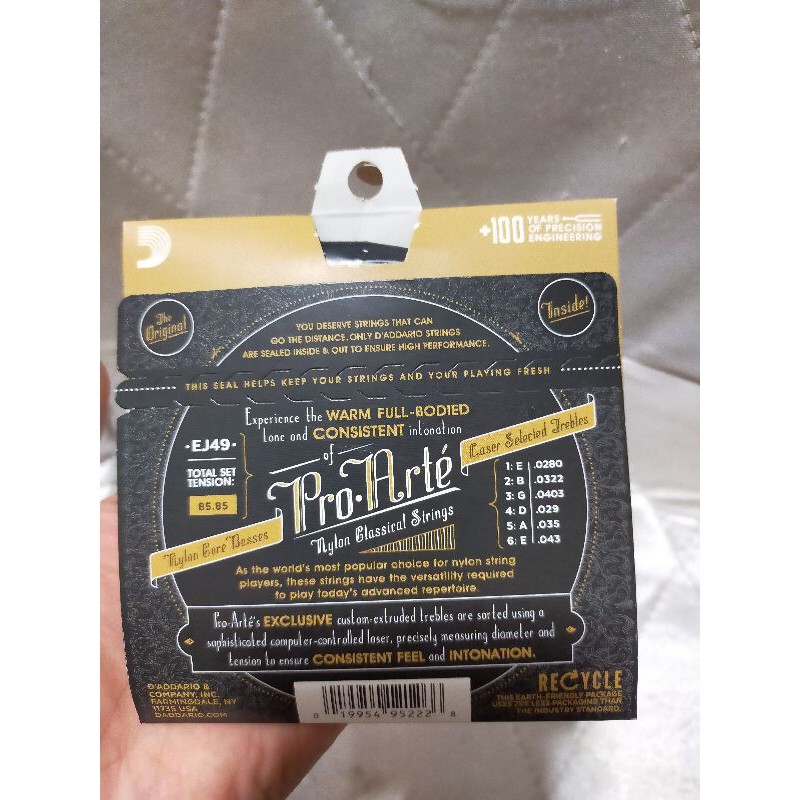 +100 YEARS
OF PRECISION
ENGINEERING
The
Original
Inside!
YOU DESERVE STRINGS THAT CAN
GO THE DISTANCE. ONLY D'ADDARIO STRINGS
ARE SEALED INSIDE & OUT TO ENSURE HIGH PERFORMANCE.
THIS SEAL HELPS KEEP YOUR STRINGS AND YOUR PLAYING FRESH
Experience the WARM FULL-BODIED
tone and CONSISTENT intonation
of
•EJ49•
TOTAL SET
TENSION:
85.85
Pro•Arté
Nylon Classical Strings
Laser Selected Trebles
Nylon Core Basses
1: E .0280
2: B .0322
3: G .0403
4: D .029
5: A .035
6: E .043
As the world's most popular choice for nylon string
players, these strings have the versatility required
to play today's advanced repertoire.
Pro-Arté's EXCLUSIVE custom-extruded trebles are sorted using a
sophisticated computer-controlled laser, precisely measuring diameter and
tension to ensure CONSISTENT FEEL and INTONATION.
D'ADDARIO &
COMPANY, INC.
FARMINGDALE, NY
11735 USA
DADDARIO.COM
0 19954 95222 8
RECYCLE
THIS EARTH-FRIENDLY PACKAGE
USES 75% LESS PACKAGING THAN
THE INDUSTRY STANDARD.